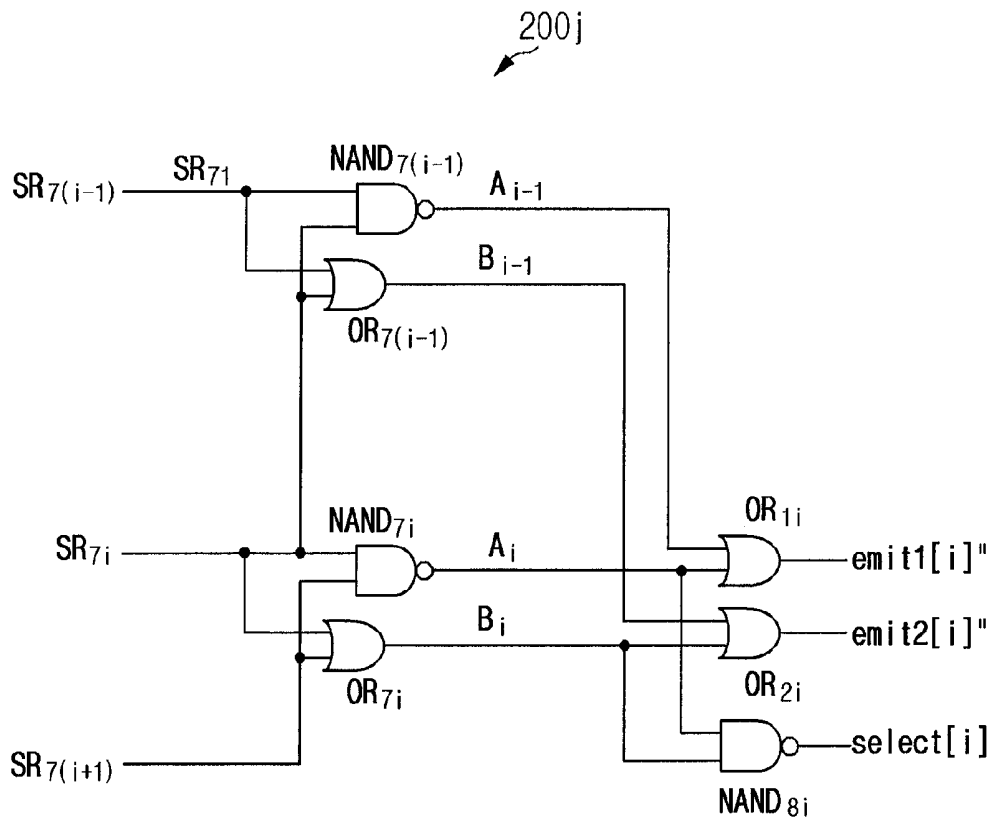 200j
NAND7(i-1)
SR7(i-1)
SR71
Ai-1
Bi-1
OR7(i-1)
NAND7i
SR7i
Ai
OR1i
emit1[i]"
Bi
emit2[i]"
OR7i
OR2i
SR7(i+1)
select[i]
NAND8i